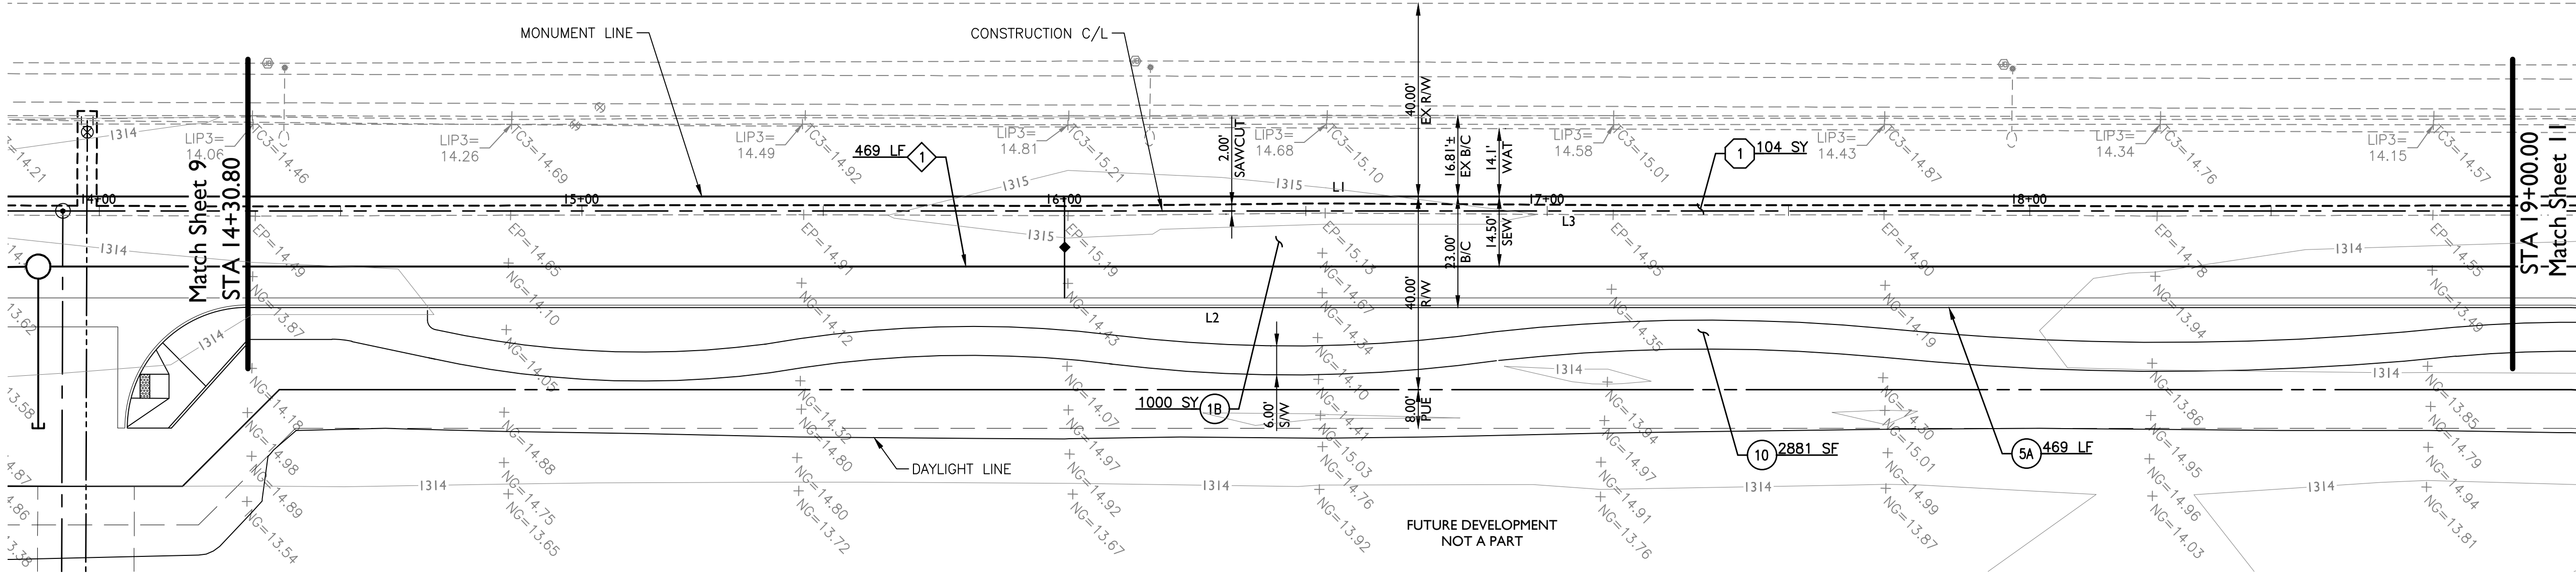 MONUMENT LINE
CONSTRUCTION C/L
40.00'
EX R/W
1314
LIP3=
14.06
TC3=14.46
LIP3=
14.26
TC3=14.69
LIP3=
14.49
TC3=14.92
LIP3=
14.81
TC3=15.21
2.00'
SAWCUT
LIP3=
14.68
TC3=15.10
16.81'±
EX B/C
14.1'
WAT
LIP3=
14.58
TC3=15.01
LIP3=
14.43
TC3=14.87
LIP3=
14.34
TC3=14.76
LIP3=
14.15
TC3=14.57
Match Sheet 9
STA 14+30.80
469 LF
1
1
104 SY
STA 19+00.00
Match Sheet 11
1315
1315
L1
14+00
15+00
16+00
17+00
18+00
L3
1315
1314
1314
EP=14.49
EP=14.65
EP=14.91
EP=15.19
EP=15.13
EP=14.95
EP=14.90
EP=14.78
EP=14.55
14.50'
SEW
23.00'
B/C
40.00'
R/W
NG=13.87
NG=14.10
NG=14.12
NG=14.43
NG=14.67
NG=14.34
NG=14.35
NG=14.19
NG=13.94
NG=13.49
L2
1314
1314
1314
NG=14.18
NG=14.05
NG=14.32
NG=14.07
NG=14.10
NG=13.94
NG=14.30
NG=13.86
NG=13.85
1000 SY
1B
6.00'
S/W
8.00'
PUE
NG=14.98
NG=14.88
NG=14.80
NG=14.97
NG=14.41
NG=15.03
NG=14.97
NG=15.01
NG=14.95
NG=14.79
DAYLIGHT LINE
10
2881 SF
5A
469 LF
1314
1314
1314
1314
NG=14.89
NG=14.75
NG=14.80
NG=14.92
NG=14.76
NG=14.91
NG=14.99
NG=14.96
NG=14.94
NG=13.54
NG=13.65
NG=13.72
NG=13.67
NG=13.92
NG=13.76
NG=13.87
NG=14.03
NG=13.81
FUTURE DEVELOPMENT
NOT A PART